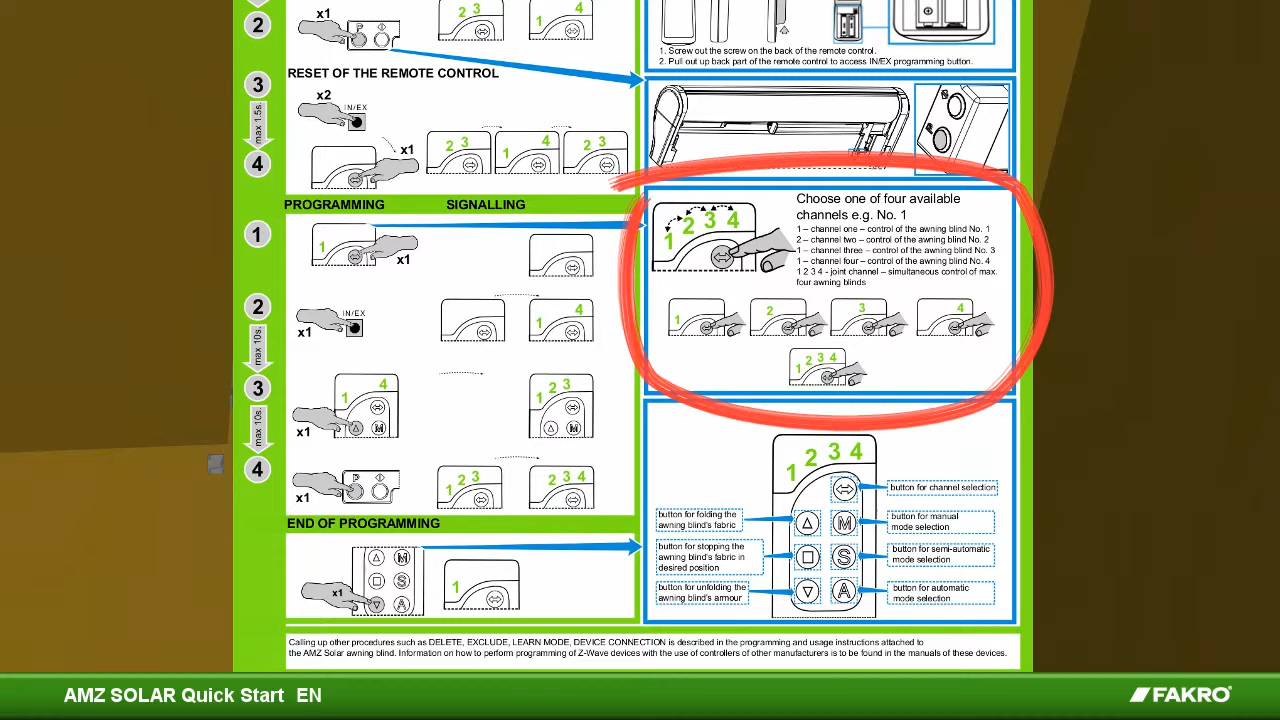 2
x1
P
2 3
1 4
1. Screw out the screw on the back of the remote control.
2. Pull out up back part of the remote control to access IN/EX programming button.
RESET OF THE REMOTE CONTROL
3
max 1.5s.
4
x2
IN/EX
x1
2 3
1 4
2 3
P
PROGRAMMING SIGNALLING
1
1
x1
2
max 10s.
x1
IN/EX
1 4
3
max 10s.
x1
1 4
M
2 3
1
M
4
x1
P
1 2 3
2 3 4
END OF PROGRAMMING
x1
M
S
A
1
1 2 3 4
Choose one of four available
channels e.g. No. 1
1 – channel one – control of the awning blind No. 1
2 – channel two – control of the awning blind No. 2
1 – channel three – control of the awning blind No. 3
1 – channel four – control of the awning blind No. 4
1 2 3 4 - joint channel – simultaneous control of max.
four awning blinds
1
2
3
4
1 2 3 4
1 2 3 4
M
S
A
button for channel selection
button for folding the
awning blind's fabric
button for manual
mode selection
button for stopping the
awning blind's fabric in
desired position
button for semi-automatic
mode selection
button for unfolding the
awning blind's armour
button for automatic
mode selection
Calling up other procedures such as DELETE, EXCLUDE, LEARN MODE, DEVICE CONNECTION is described in the programming and usage instructions attached to
the AMZ Solar awning blind. Information on how to perform programming of Z-Wave devices with the use of controllers of other manufacturers is to be found in the manuals of these devices.
AMZ SOLAR Quick Start EN
FAKRO®